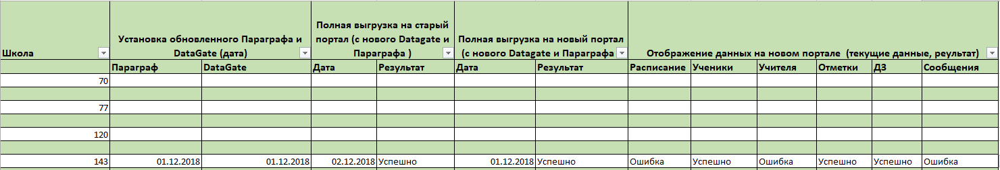 Школа
Установка обновленного Параграфа и
DataGate (дата)
Полная выгрузка на старый
портал (с нового Datagate и
Параграфа )
Полная выгрузка на новый портал
(с нового Datagate и Параграфа
Отображение данных на новом портале (текущие данные, реультат)
Параграф DataGate Дата Результат Дата Результат Расписание Ученики Учителя Отметки ДЗ Сообщения
70
77
120
143 01.12.2018 01.12.2018 02.12.2018 Успешно 01.12.2018 Успешно Ошибка Успешно Ошибка Успешно Успешно Ошибка